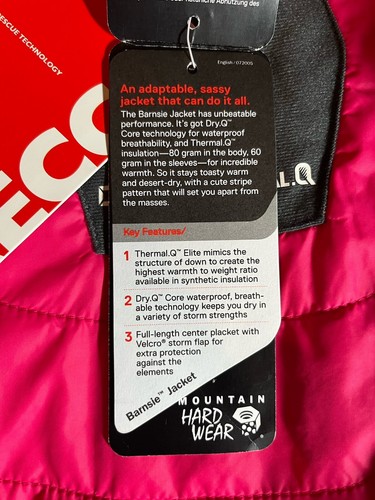 RESCUE TECHNOLOGY
English - 072005
An adaptable, sassy
jacket that can do it all.
The Barnsie Jacket has unbeatable
performance. It's got Dry.Q™
Core technology for waterproof
breathability, and Thermal.Q™
insulation—80 gram in the body, 60
gram in the sleeves—for incredible
warmth. So it stays toasty warm
and desert-dry, with a cute stripe
pattern that will set you apart from
the masses.
Key Features/
1 Thermal.Q™ Elite mimics the
structure of down to create the
highest warmth to weight ratio
available in synthetic insulation
2 Dry.Q™ Core waterproof, breath-
able technology keeps you dry in
a variety of storm strengths
3 Full-length center placket with
Velcro® storm flap for
extra protection
against the
elements
Barnsie™ Jacket
MOUNTAIN
HARD
WEAR
AL.Q
ECC